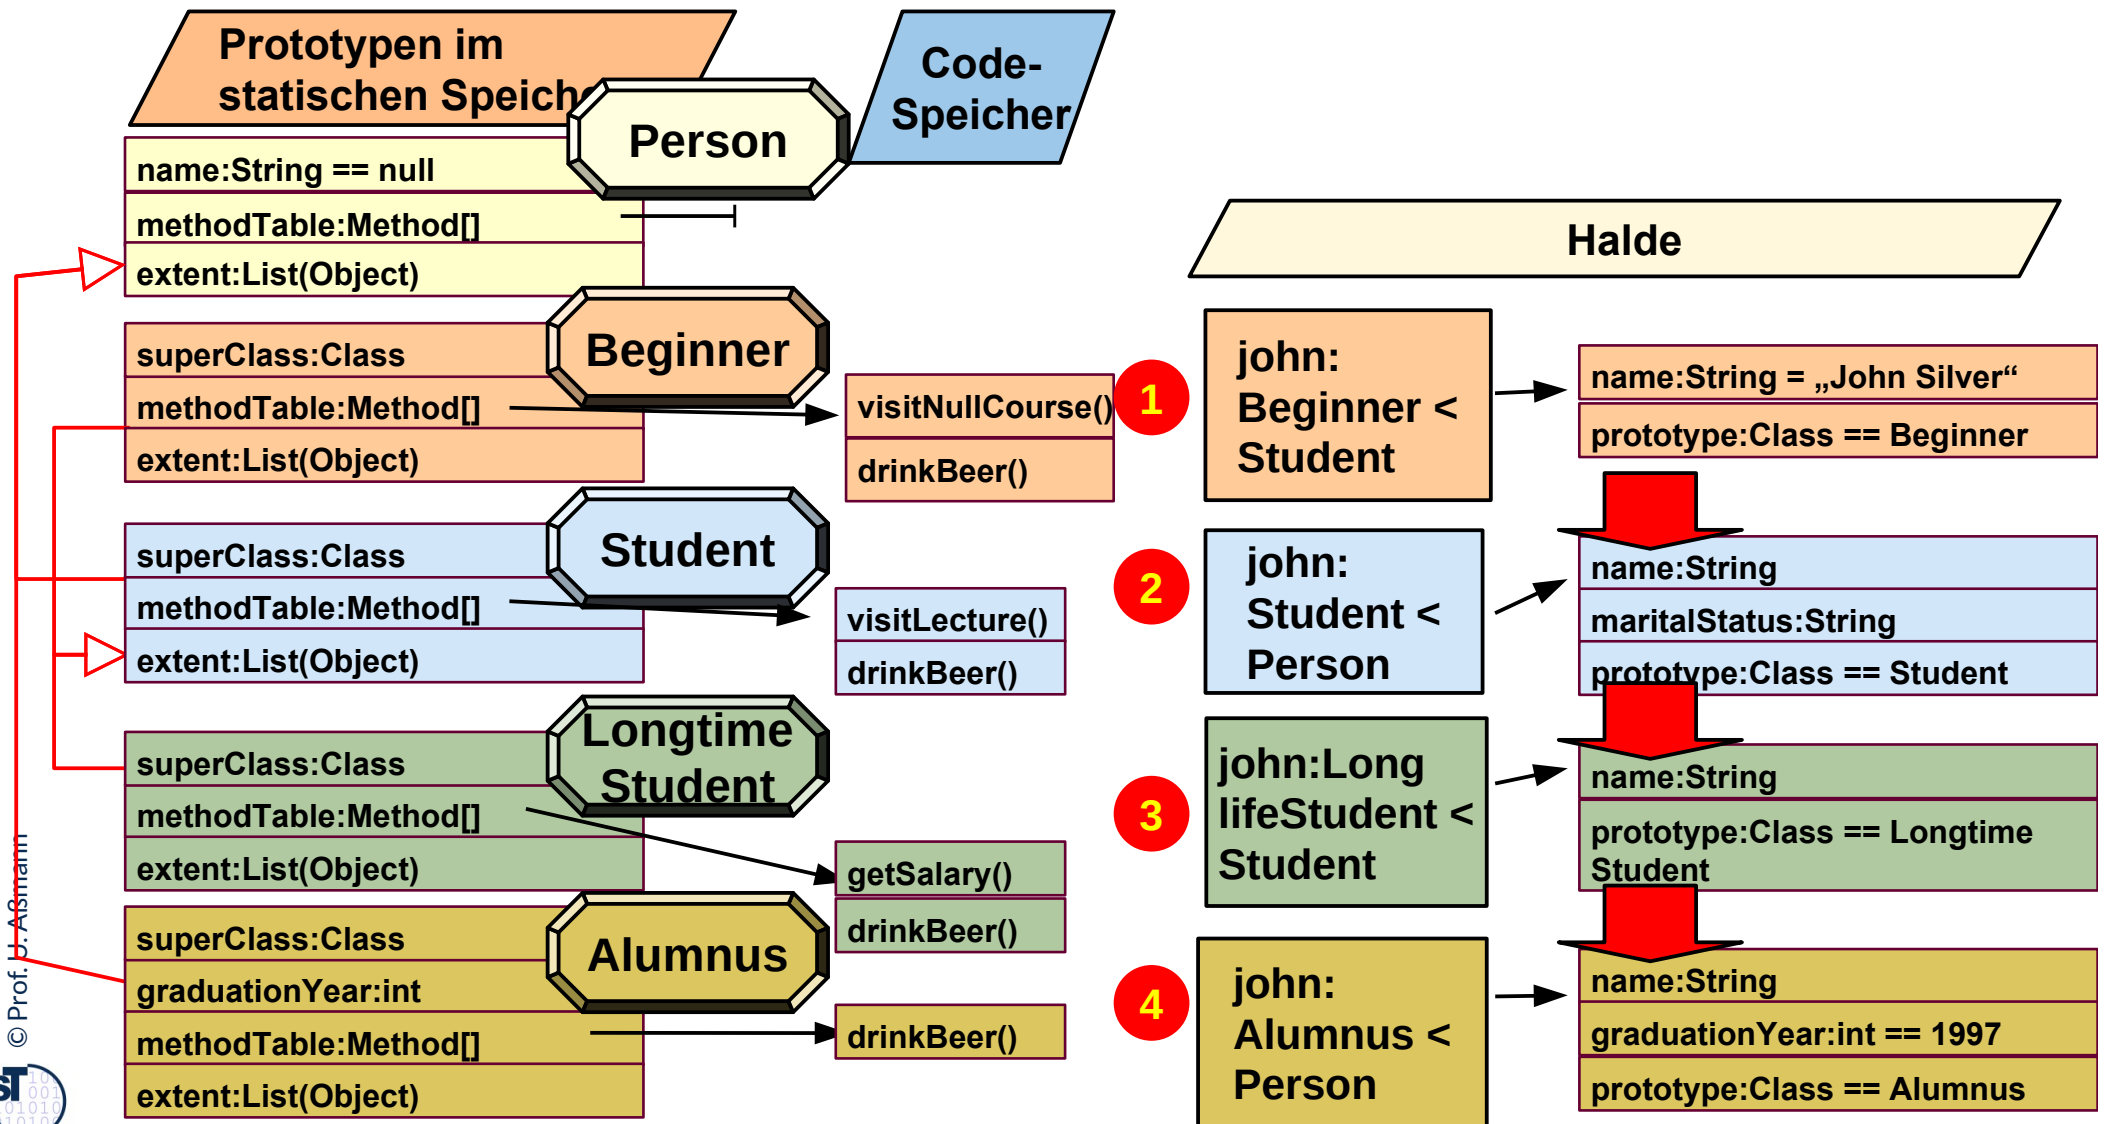 Prototypen im
statischen Speiche
Code-
Speicher
Person
name:String == null
methodTable:Method[]
extent:List(Object)
Halde
Beginner
superClass:Class
methodTable:Method[]
extent:List(Object)
visitNullCourse()
drinkBeer()
1
john:
Beginner <
Student
name:String = „John Silver“
prototype:Class == Beginner
Student
superClass:Class
methodTable:Method[]
extent:List(Object)
visitLecture()
drinkBeer()
2
john:
Student <
Person
name:String
maritalStatus:String
prototype:Class == Student
Longtime
Student
superClass:Class
methodTable:Method[]
extent:List(Object)
getSalary()
drinkBeer()
3
john:Long
lifeStudent <
Student
name:String
prototype:Class == Longtime
Student
Alumnus
superClass:Class
graduationYear:int
methodTable:Method[]
extent:List(Object)
drinkBeer()
4
john:
Alumnus <
Person
name:String
graduationYear:int == 1997
prototype:Class == Alumnus
© Prof. U. Aßmann
ST